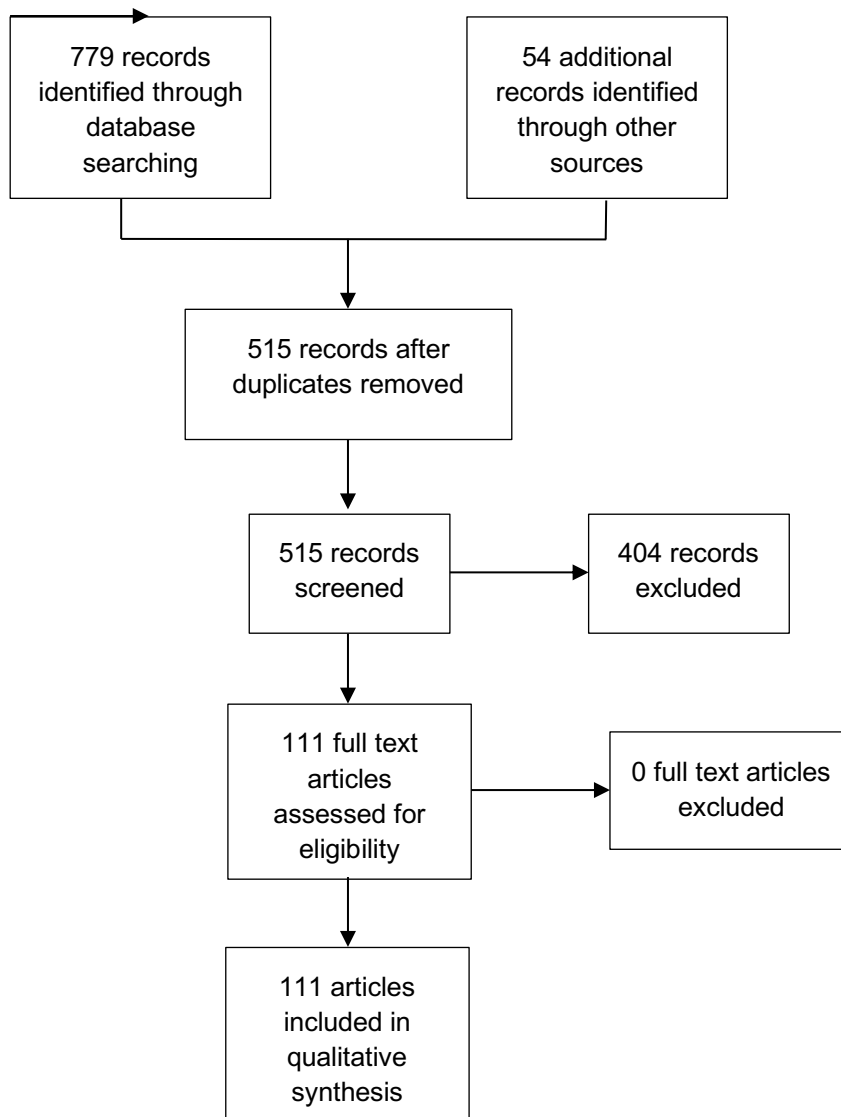 779 records
identified through
database
searching
54 additional
records identified
through other
sources
515 records after
duplicates removed
515 records
screened
404 records
excluded
111 full text
articles
assessed for
eligibility
0 full text articles
excluded
111 articles
included in
qualitative
synthesis